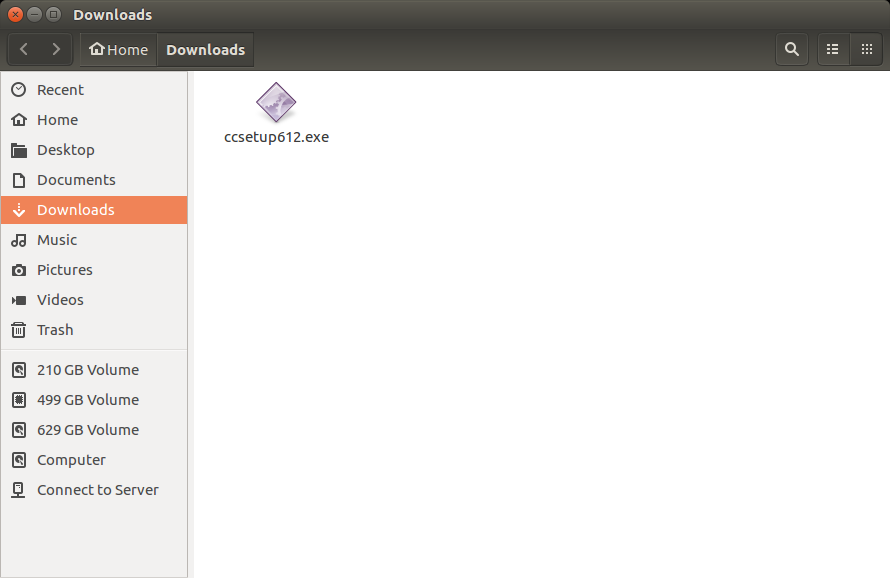 Downloads
Home
Downloads
Recent
Home
Desktop
Documents
Downloads
Music
Pictures
Videos
Trash
210 GB Volume
499 GB Volume
629 GB Volume
Computer
Connect to Server
ccsetup612.exe